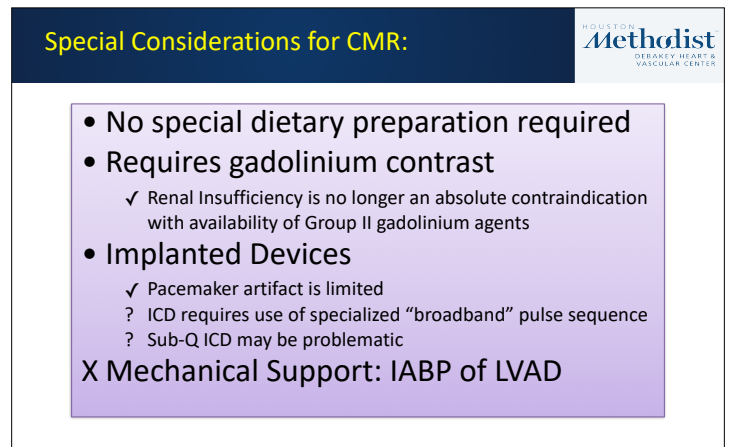 Special Considerations for CMR:
HOUSTON
Methodist
DEBAKEY HEART &
VASCULAR CENTER
• No special dietary preparation required
• Requires gadolinium contrast
✓ Renal Insufficiency is no longer an absolute contraindication
with availability of Group II gadolinium agents
• Implanted Devices
✓ Pacemaker artifact is limited
? ICD requires use of specialized “broadband” pulse sequence
? Sub-Q ICD may be problematic
X Mechanical Support: IABP of LVAD